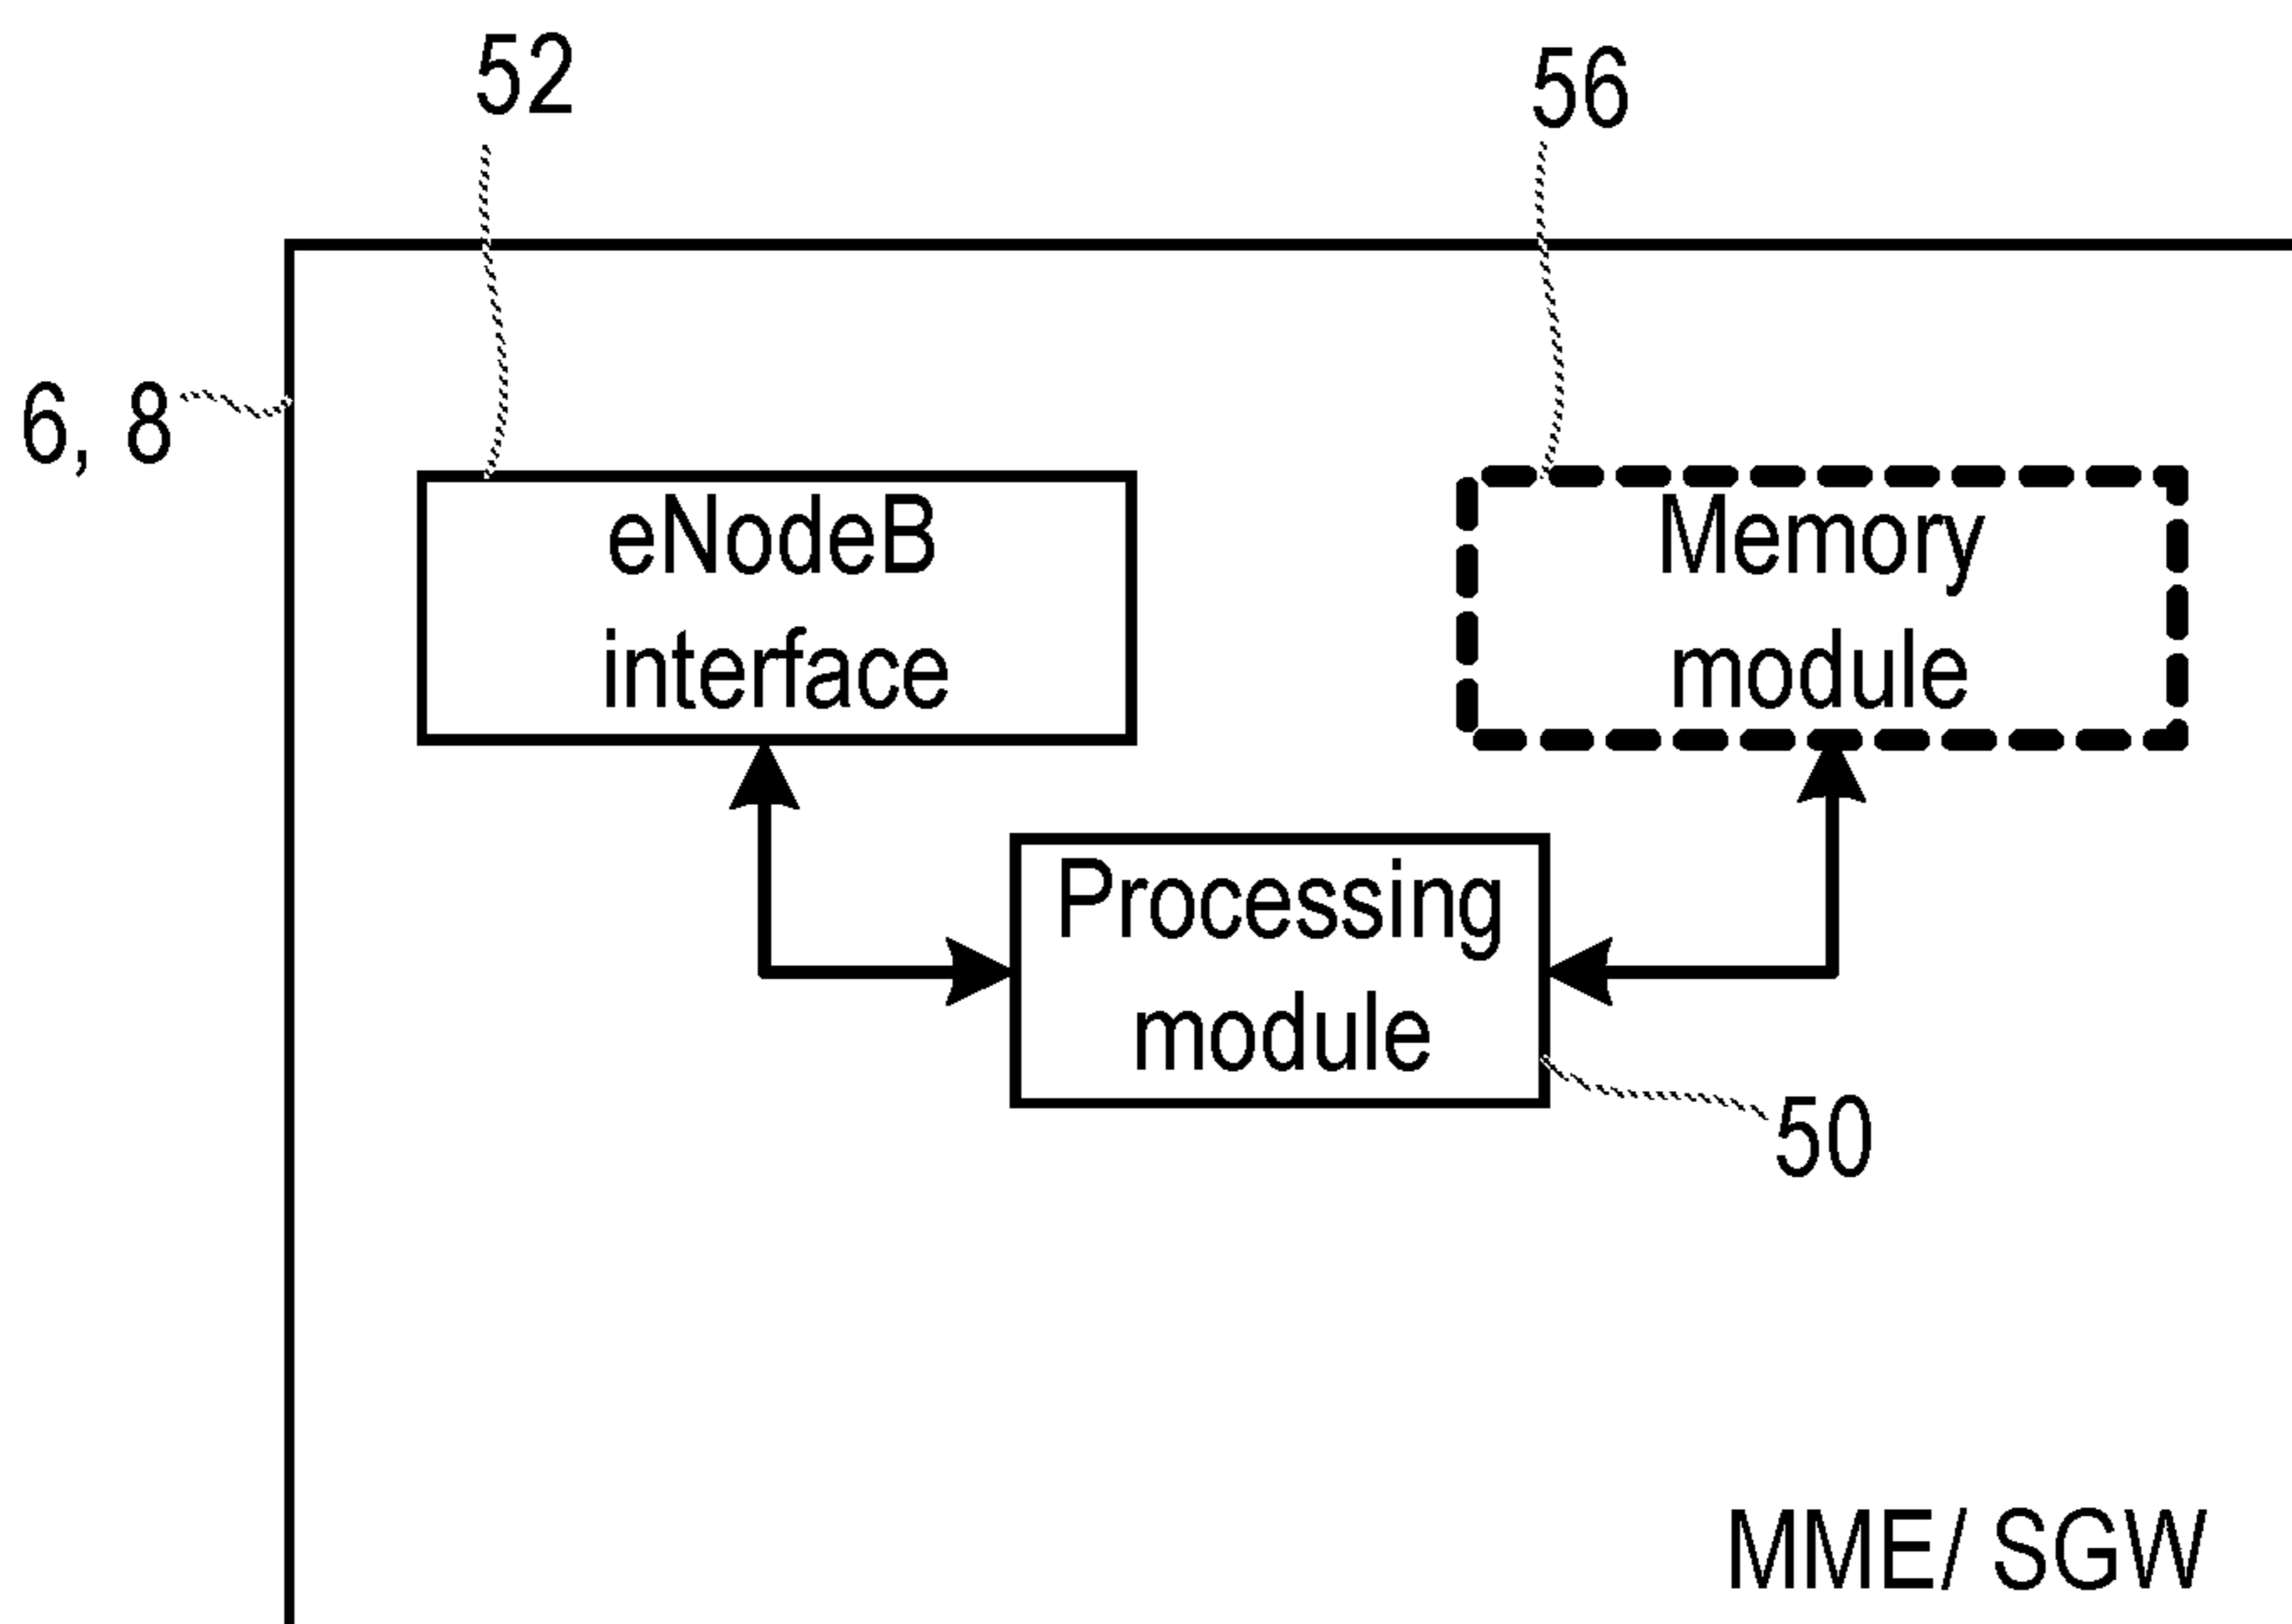 52
56
6, 8
eNodeB
interface
Memory
module
Processing
module
50
MME/ SGW